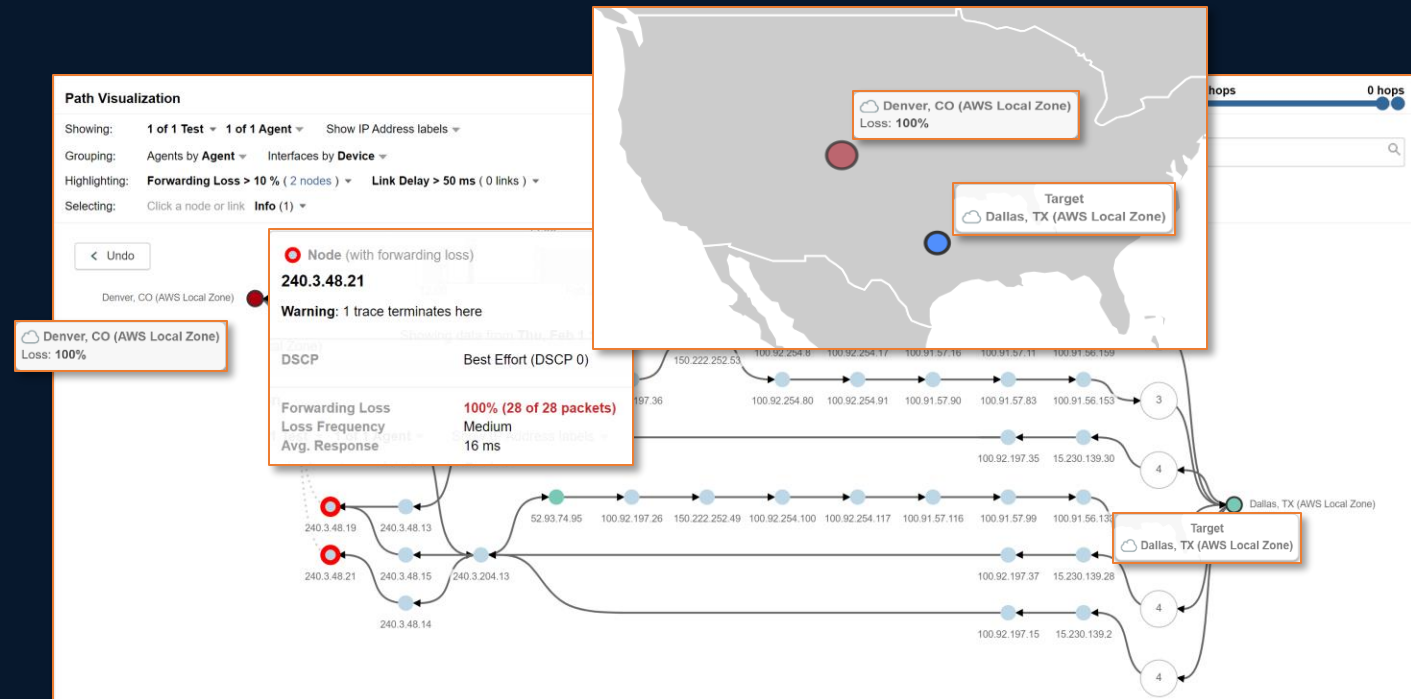 Path Visualization
Showing: 1 of 1 Test 1 of 1 Agent Show IP Address labels
Grouping: Agents by Agent Interfaces by Device
Highlighting: Forwarding Loss > 10 % ( 2 nodes ) Link Delay > 50 ms ( 0 links )
Selecting: Click a node or link Info (1)
Undo
hops 0 hops
Denver, CO (AWS Local Zone)
Loss: 100%
Target
Dallas, TX (AWS Local Zone)
Denver, CO (AWS Local Zone)
Denver, CO (AWS Local Zone)
Loss: 100%
Node (with forwarding loss)
240.3.48.21
Warning: 1 trace terminates here
DSCP Best Effort (DSCP 0)
Forwarding Loss 100% (28 of 28 packets)
Loss Frequency Medium
Avg. Response 16 ms
150.222.252.53 100.92.254.8 100.92.254.17 100.91.57.16 100.91.57.11 100.91.56.159
197.36 100.92.254.80 100.92.254.91 100.91.57.90 100.91.57.83 100.91.56.153 3
100.92.197.35 15.230.139.30 4
240.3.48.19 240.3.48.13
52.93.74.95 100.92.197.26 150.222.252.49 100.92.254.100 100.92.254.117 100.91.57.116 100.91.57.99
Dallas, TX (AWS Local Zone)
Target
Dallas, TX (AWS Local Zone)
240.3.48.21 240.3.48.15 240.3.204.13 100.92.197.37 15.230.139.28 4
240.3.48.14 100.92.197.15 15.230.139.2 4